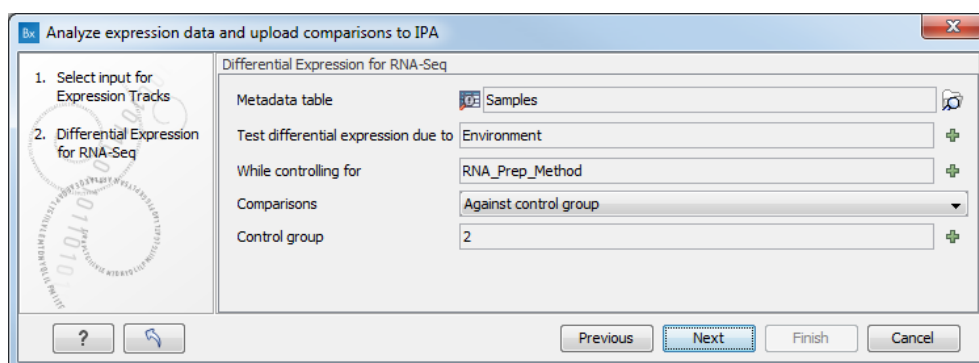 Bx Analyze expression data and upload comparisons to IPA
1. Select input for
Expression Tracks
2. Differential Expression
for RNA-Seq
Differential Expression for RNA-Seq
Metadata table Samples
Test differential expression due to Environment
While controlling for RNA_Prep_Method
Comparisons Against control group
Control group 2
? Previous Next Finish Cancel